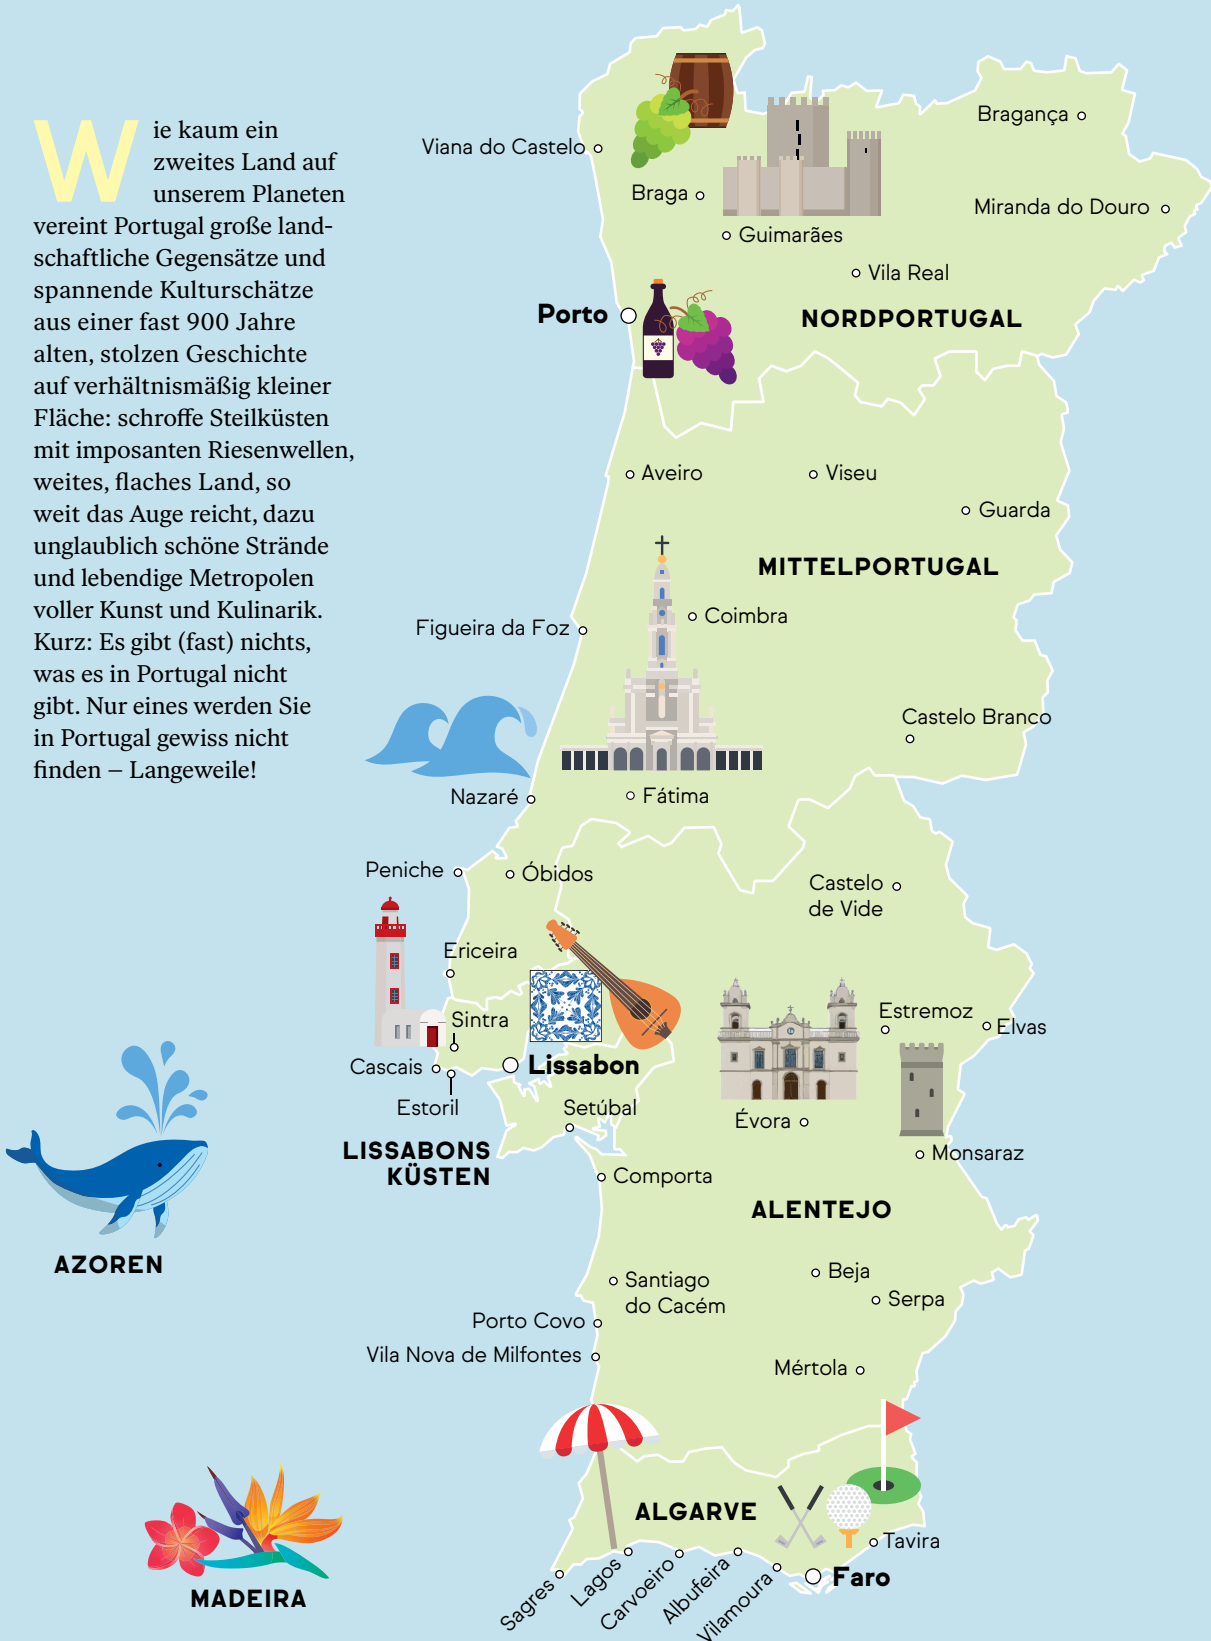 Wie kaum ein
zweites Land auf
unserem Planeten
vereint Portugal große land-
schaftliche Gegensätze und
spannende Kulturschätze
aus einer fast 900 Jahre
alten, stolzen Geschichte
auf verhältnismäßig kleiner
Fläche: schroffe Steilküsten
mit imposanten Riesenwellen,
weites, flaches Land, so
weit das Auge reicht, dazu
unglaublich schöne Strände
und lebendige Metropolen
voller Kunst und Kulinarik.
Kurz: Es gibt (fast) nichts,
was es in Portugal nicht
gibt. Nur eines werden Sie
in Portugal gewiss nicht
finden – Langeweile!
Bragança
Viana do Castelo
Braga
Miranda do Douro
Guimarães
Vila Real
Porto
NORDPORTUGAL
Aveiro
Viseu
Guarda
MITTELPORTUGAL
Coimbra
Figueira da Foz
Castelo Branco
Nazaré
Fátima
Peniche
Óbidos
Castelo
de Vide
Ericeira
Sintra
Estremoz
Elvas
Cascais
Lissabon
Estoril
Setúbal
Évora
LISSABONS
KÜSTEN
Monsaraz
Comporta
ALENTEJO
AZOREN
Beja
Santiago
do Cacém
Serpa
Porto Covo
Vila Nova de Milfontes
Mértola
ALGARVE
Tavira
Faro
MADEIRA
Sagres
Lagos
Carvoeiro
Albufeira
Vilamoura